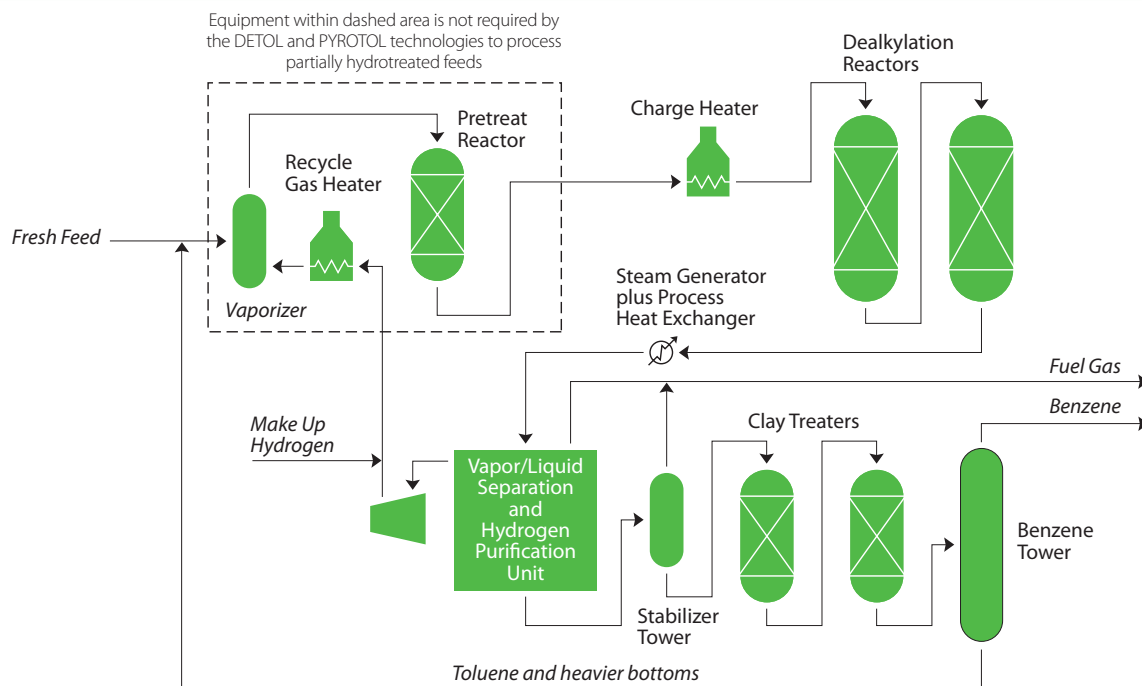 Equipment within dashed area is not required by
the DETOL and PYROTOL technologies to process
partially hydrotreated feeds
Dealkylation
Reactors
Charge Heater
Pretreat
Reactor
Recycle
Gas Heater
Fresh Feed
Vaporizer
Steam Generator
plus Process
Heat Exchanger
Fuel Gas
Benzene
Make Up
Hydrogen
Clay Treaters
Vapor/Liquid
Separation
and
Hydrogen
Purification
Unit
Benzene
Tower
Stabilizer
Tower
Toluene and heavier bottoms